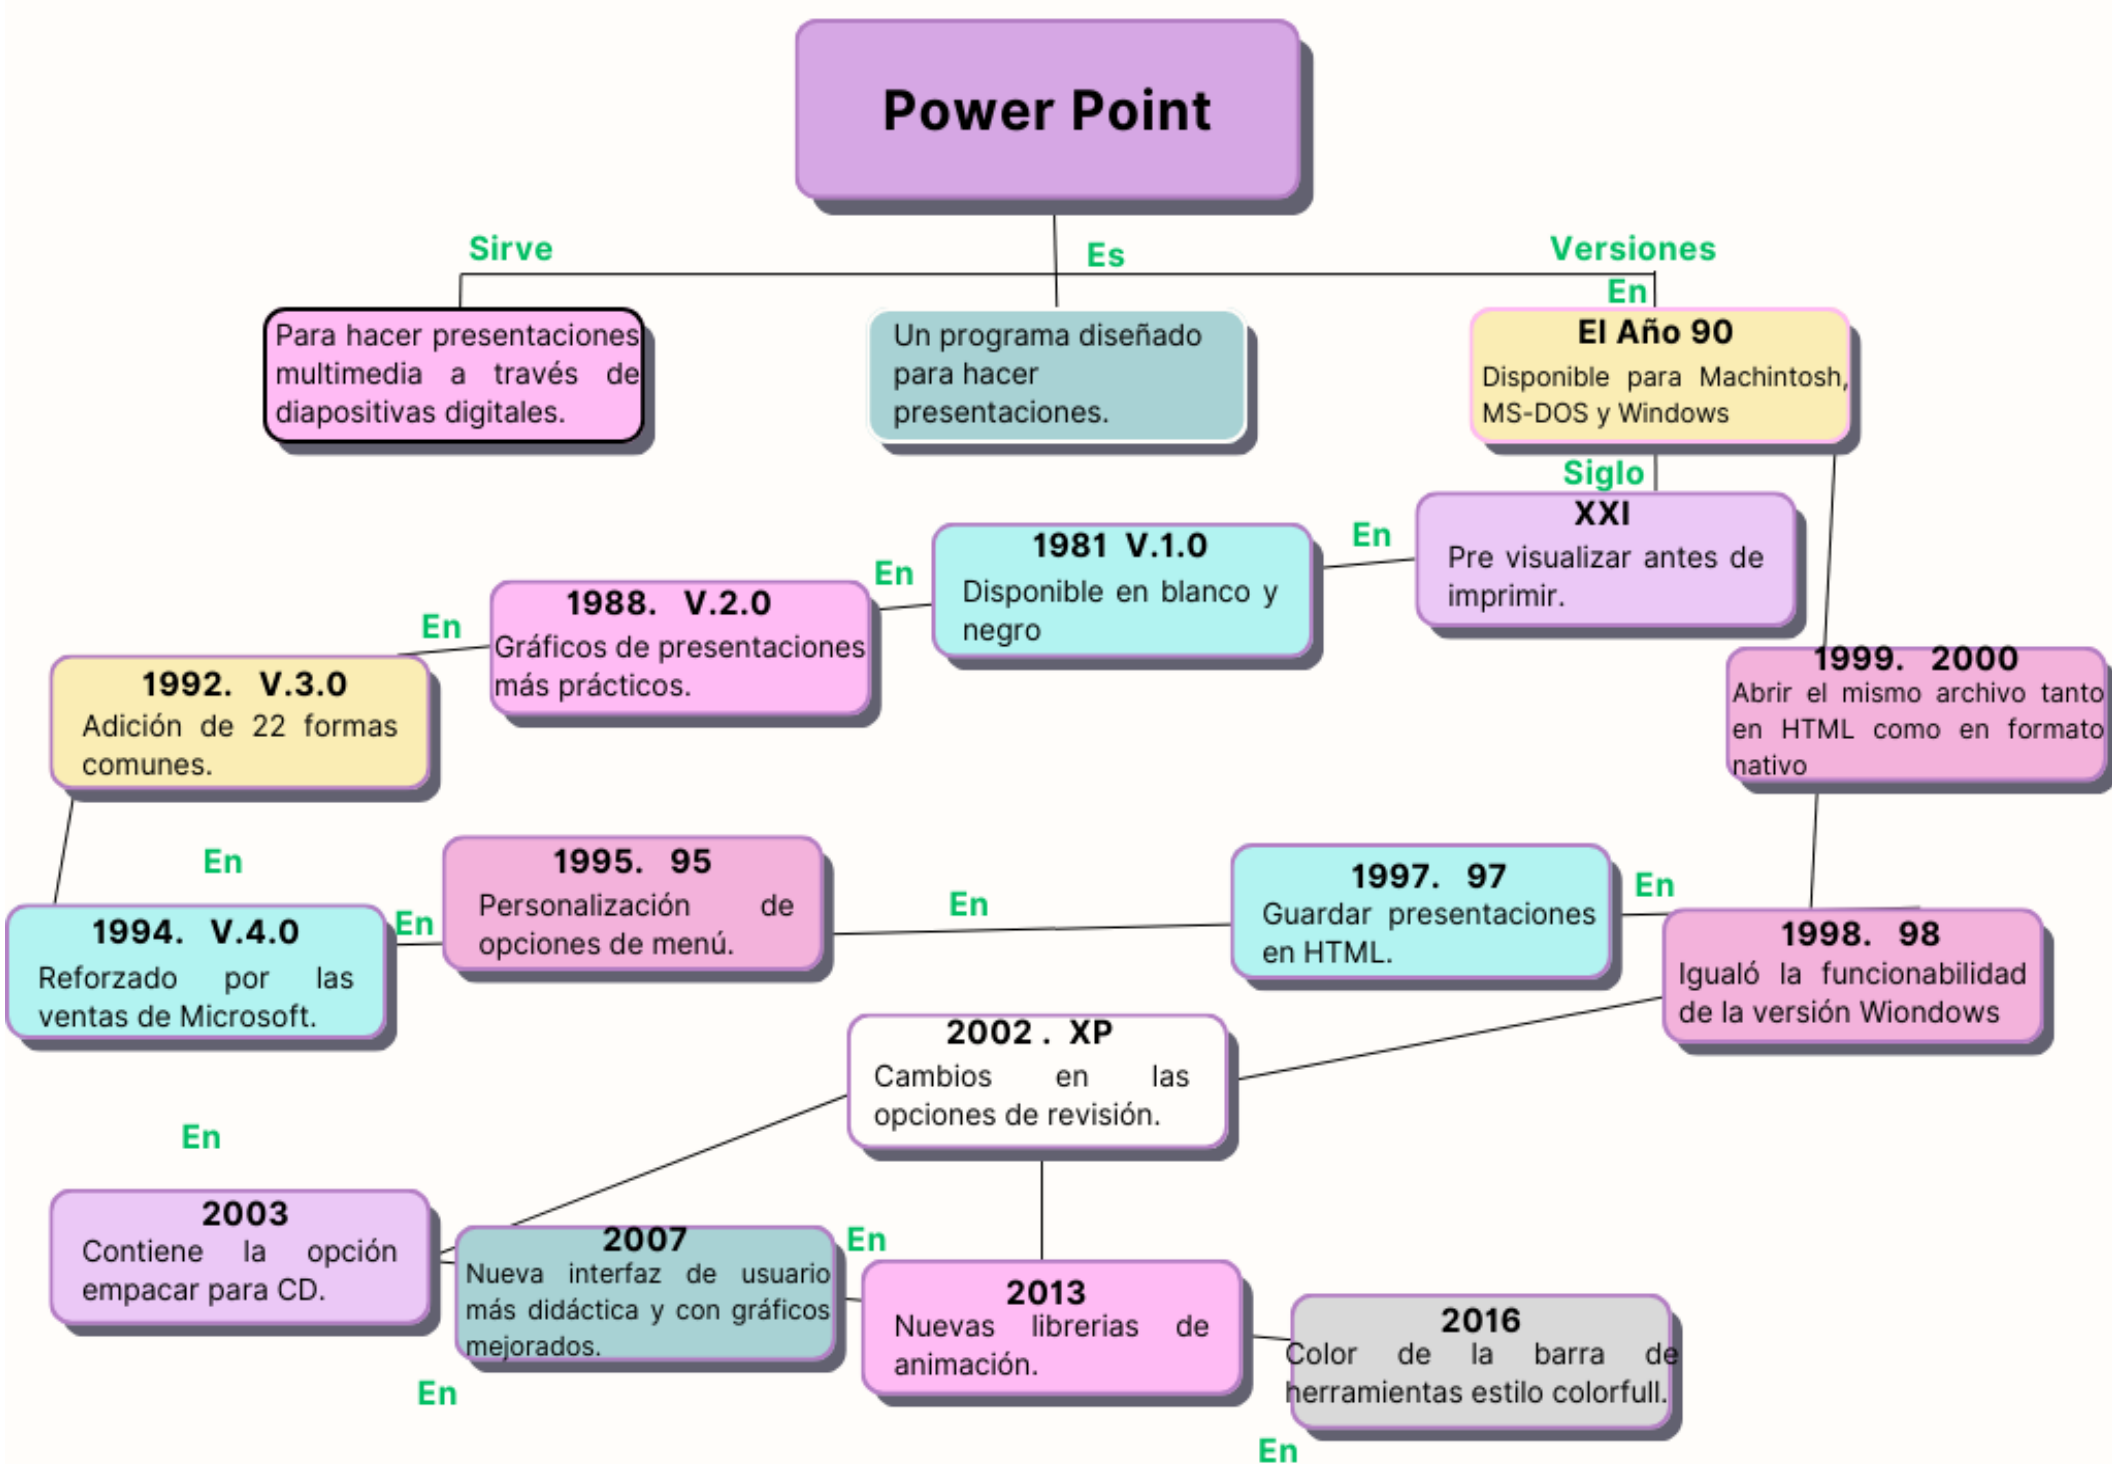 Power Point
Sirve
Es
Versiones
En
Para hacer presentaciones
multimedia a través de
diapositivas digitales.
Un programa diseñado
para hacer
presentaciones.
El Año 90
Disponible para Machintosh,
MS-DOS y Windows
Siglo
XXI
Pre visualizar antes de
imprimir.
En
1981 V.1.0
Disponible en blanco y
negro
En
1988. V.2.0
Gráficos de presentaciones
más prácticos.
En
1992. V.3.0
Adición de 22 formas
comunes.
1999. 2000
Abrir el mismo archivo tanto
en HTML como en formato
nativo
En
1994. V.4.0
Reforzado por las
ventas de Microsoft.
En
1995. 95
Personalización de
opciones de menú.
En
1997. 97
Guardar presentaciones
en HTML.
En
1998. 98
Igualó la funcionabilidad
de la versión Wiondows
2002 . XP
Cambios en las
opciones de revisión.
En
2003
Contiene la opción
empacar para CD.
2007
Nueva interfaz de usuario
más didáctica y con gráficos
mejorados.
En
En
2013
Nuevas librerias de
animación.
2016
Color de la barra de
herramientas estilo colorfull.
En